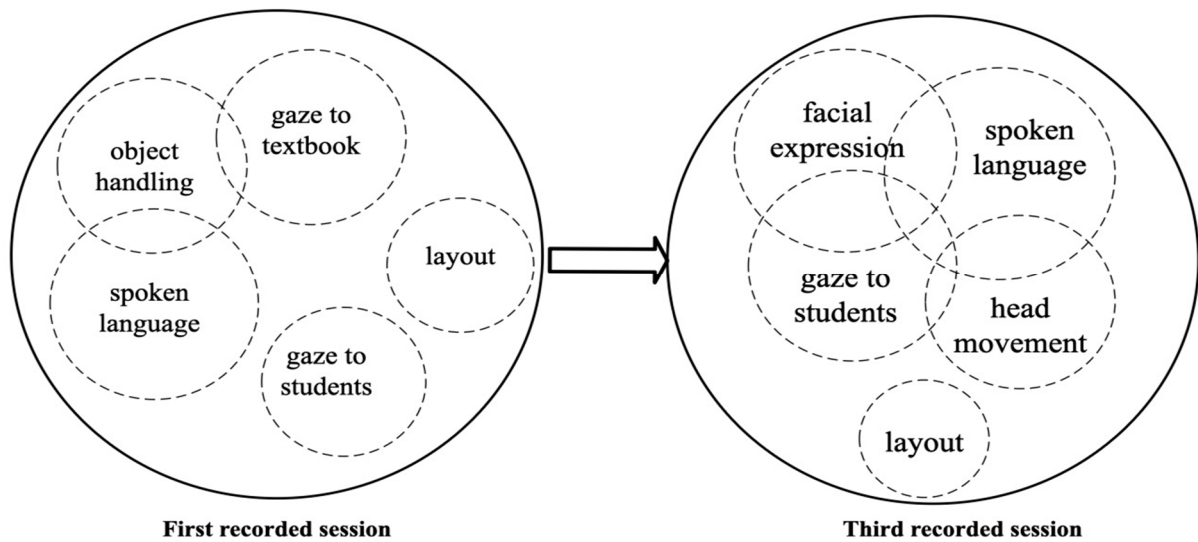 gaze to
textbook
object
handling
layout
spoken
language
gaze to
students
First recorded session
facial
expression
spoken
language
gaze to
students
head
movement
layout
Third recorded session